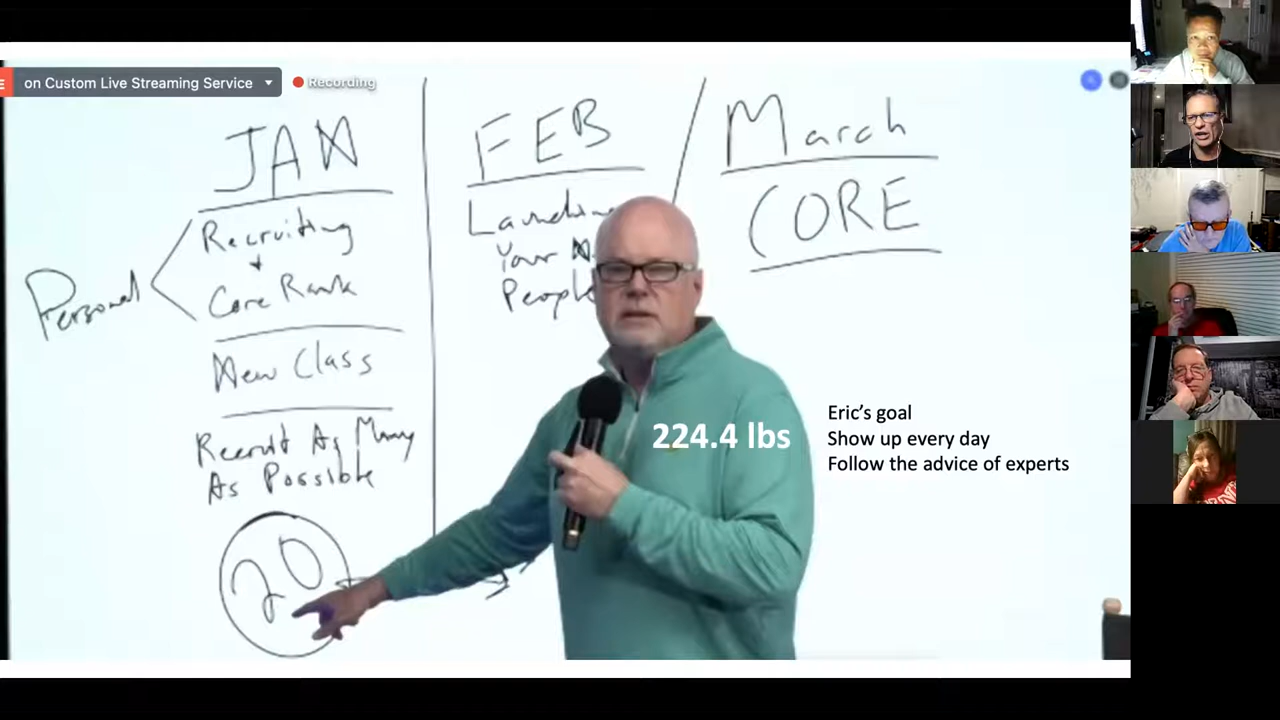 on Custom Live Streaming Service
Recording
JAN
Recruiting
+
Core Rank
Personal
New Class
Recruit As Many
As Possible
20
FEB
Your
People
March
CORE
224.4 lbs
Eric's goal
Show up every day
Follow the advice of experts